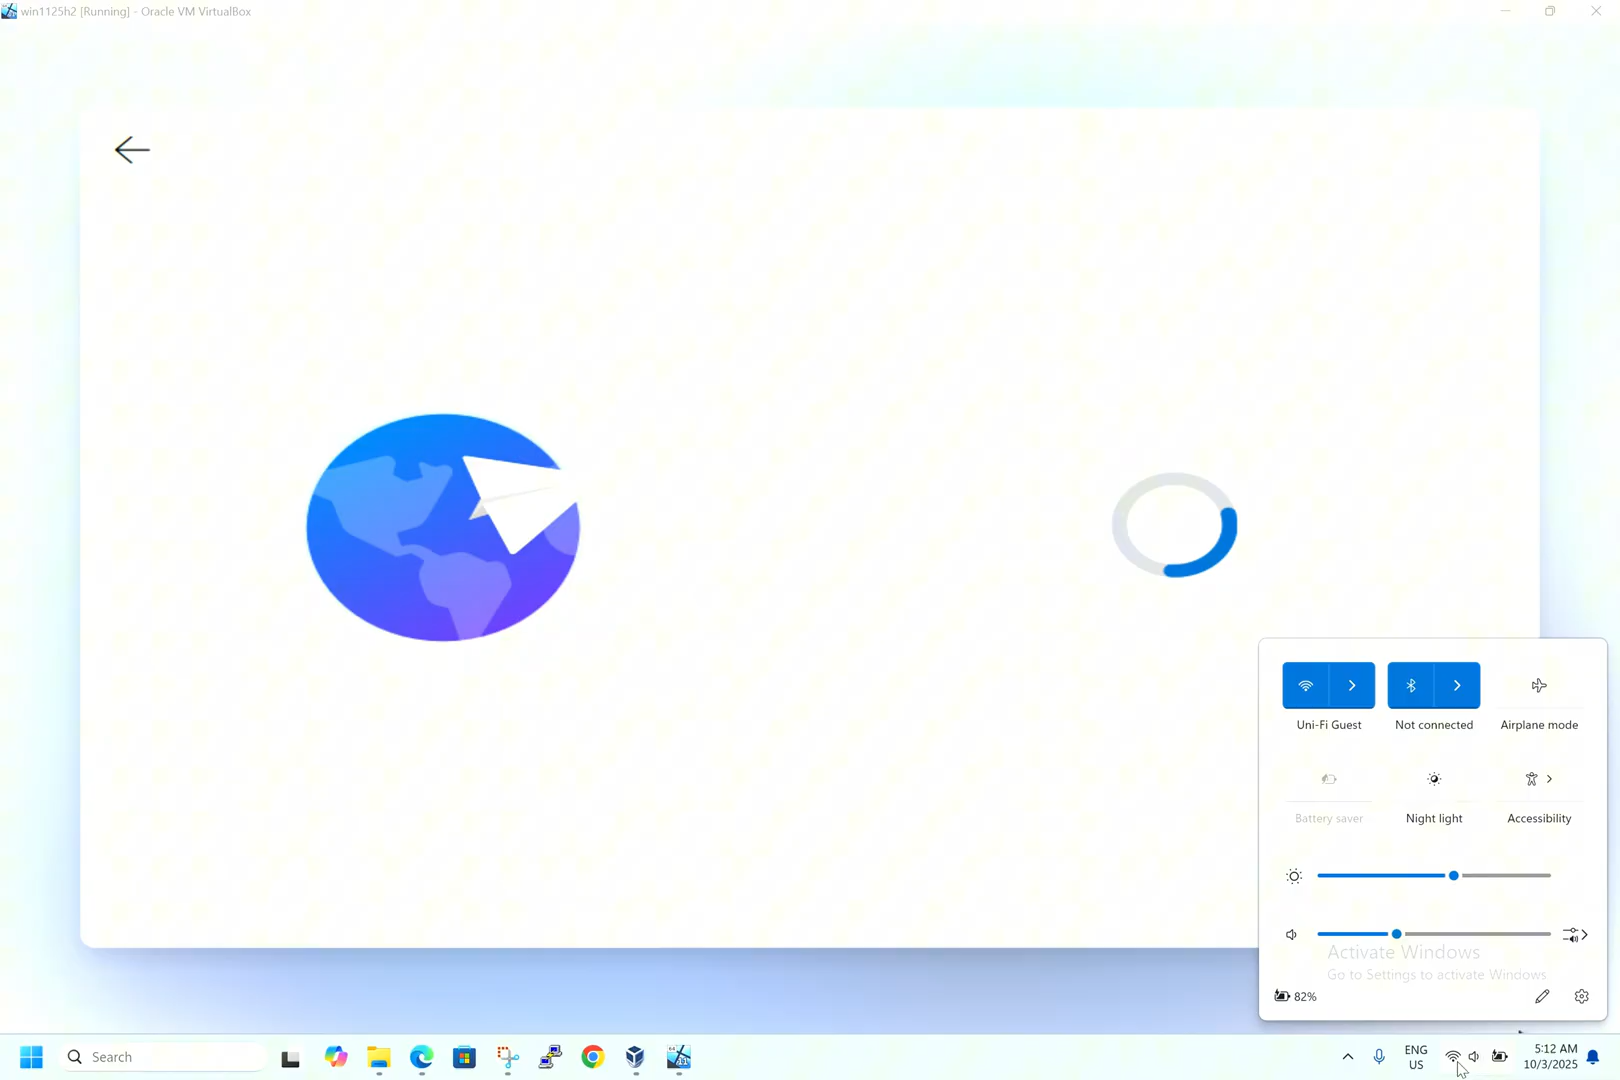 win1125h2 [Running] - Oracle VM VirtualBox
Uni-Fi Guest
Not connected
Airplane mode
Battery saver
Night light
Accessibility
Activate Windows
Go to Settings to activate Windows
82%
Search
ENG
US
5:12 AM
10/3/2025